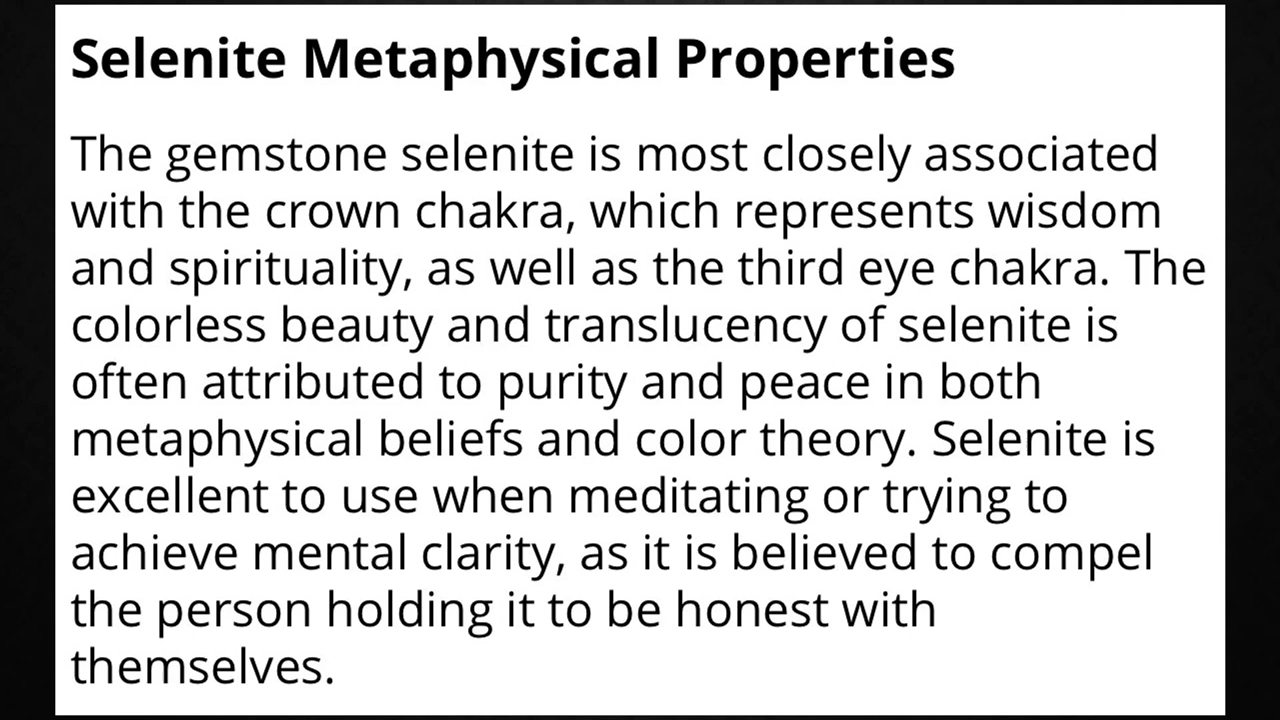 Selenite Metaphysical Properties
The gemstone selenite is most closely associated
with the crown chakra, which represents wisdom
and spirituality, as well as the third eye chakra. The
colorless beauty and translucency of selenite is
often attributed to purity and peace in both
metaphysical beliefs and color theory. Selenite is
excellent to use when meditating or trying to
achieve mental clarity, as it is believed to compel
the person holding it to be honest with
themselves.